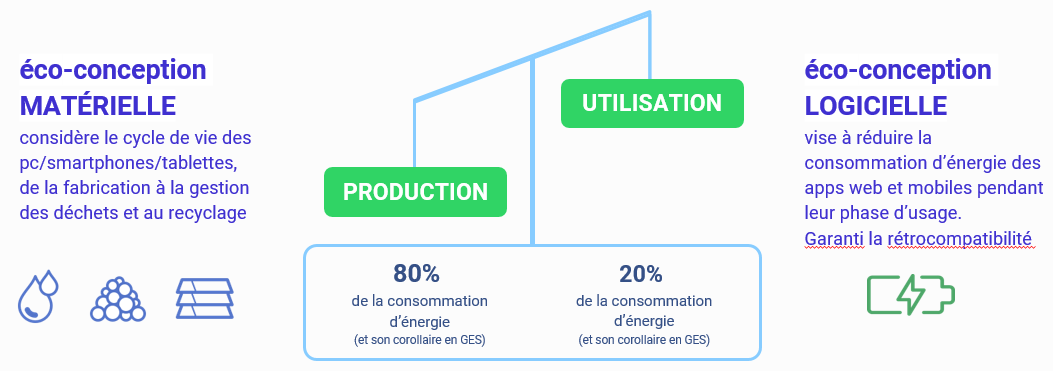 éco-conception
MATÉRIELLE
considère le cycle de vie des
pc/smartphones/tablettes,
de la fabrication à la gestion
des déchets et au recyclage
UTILISATION
PRODUCTION
80%
de la consommation
d’énergie
(et son corollaire en GES)
20%
de la consommation
d’énergie
(et son corollaire en GES)
éco-conception
LOGICIELLE
vise à réduire la
consommation d’énergie des
apps web et mobiles pendant
leur phase d’usage.
Garanti la rétrocompatibilité